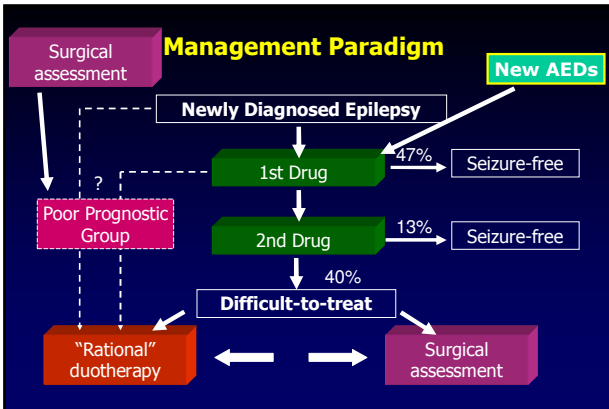 Management Paradigm
Surgical
assessment
New AEDs
Newly Diagnosed Epilepsy
47%
1st Drug
Seizure-free
?
Poor Prognostic
Group
13%
2nd Drug
Seizure-free
40%
Difficult-to-treat
"Rational"
duotherapy
Surgical
assessment